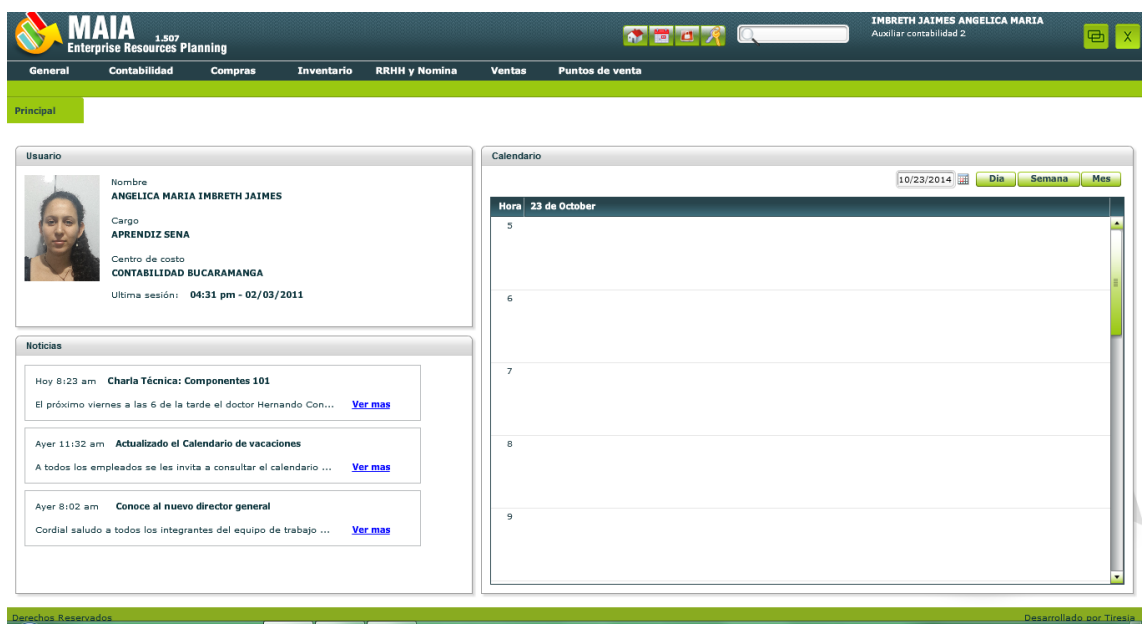 MAIA 1.507
Enterprise Resources Planning
IMBRETH JAIMES ANGELICA MARIA
Auxiliar contabilidad 2
X
General Contabilidad Compras Inventario RRHH y Nomina Ventas Puntos de venta
Principal
Usuario
Nombre
ANGELICA MARIA IMBRETH JAIMES
Cargo
APRENDIZ SENA
Centro de costo
CONTABILIDAD BUCARAMANGA
Ultima sesión: 04:31 pm - 02/03/2011
Noticias
Hoy 8:23 am Charla Técnica: Componentes 101
El próximo viernes a las 6 de la tarde el doctor Hernando Con... Ver mas
Ayer 11:32 am Actualizado el Calendario de vacaciones
A todos los empleados se les invita a consultar el calendario ... Ver mas
Ayer 8:02 am Conoce al nuevo director general
Cordial saludo a todos los integrantes del equipo de trabajo ... Ver mas
Calendario
10/23/2014 Dia Semana Mes
Hora 23 de October
5
6
7
8
9
Derechos Reservados
Desarrollado por Tiresia